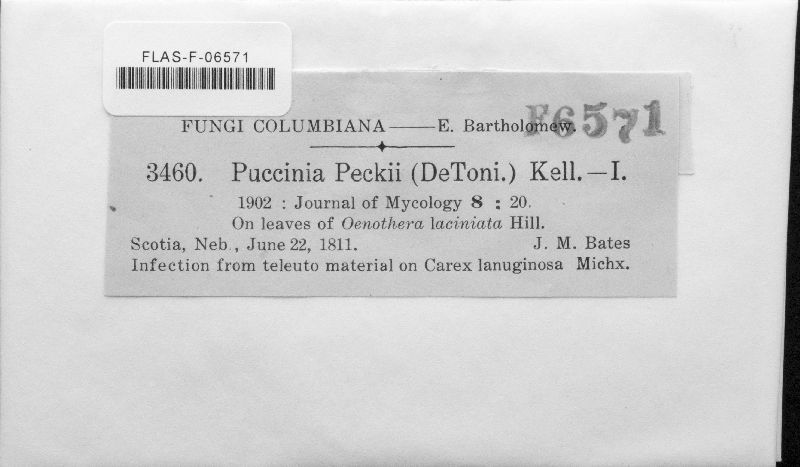 FLAS-F-06571
F6571
FUNGI COLUMBIANA——E. Bartholomew.
3460. Puccinia Peckii (DeToni.) Kell.—I.
1902 : Journal of Mycology 8 : 20.
On leaves of Oenothera laciniata Hill.
Scotia, Neb., June 22, 1811. J. M. Bates
Infection from teleuto material on Carex lanuginosa Michx.